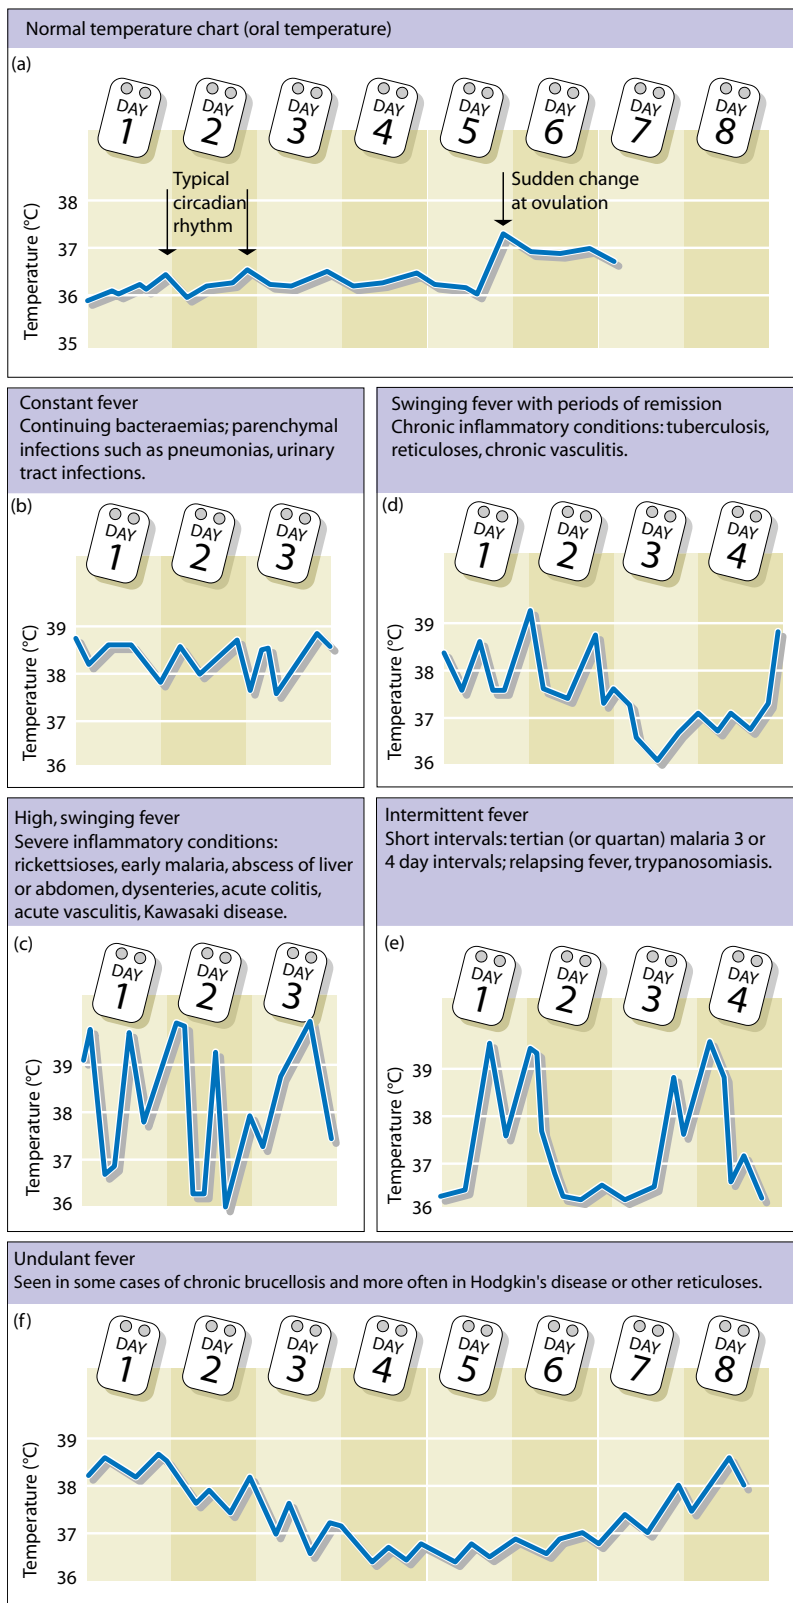 Normal temperature chart (oral temperature)
(a)
DAY
1
DAY
2
DAY
3
DAY
4
DAY
5
DAY
6
DAY
7
DAY
8
Typical
circadian
rhythm
Sudden change
at ovulation
Temperature (°C)
38
37
36
35
Constant fever
Continuing bacteraemias; parenchymal
infections such as pneumonias, urinary
tract infections.
(b)
DAY
1
DAY
2
DAY
3
Temperature (°C)
39
38
37
36
Swinging fever with periods of remission
Chronic inflammatory conditions: tuberculosis,
reticuloses, chronic vasculitis.
(d)
DAY
1
DAY
2
DAY
3
DAY
4
Temperature (°C)
39
38
37
36
High, swinging fever
Severe inflammatory conditions:
rickettsioses, early malaria, abscess of liver
or abdomen, dysenteries, acute colitis,
acute vasculitis, Kawasaki disease.
(c)
DAY
1
DAY
2
DAY
3
Temperature (°C)
39
38
37
36
Intermittent fever
Short intervals: tertian (or quartan) malaria 3 or
4 day intervals; relapsing fever, trypanosomiasis.
(e)
DAY
1
DAY
2
DAY
3
DAY
4
Temperature (°C)
39
38
37
36
Undulant fever
Seen in some cases of chronic brucellosis and more often in Hodgkin's disease or other reticuloses.
(f)
DAY
1
DAY
2
DAY
3
DAY
4
DAY
5
DAY
6
DAY
7
DAY
8
Temperature (°C)
39
38
37
36